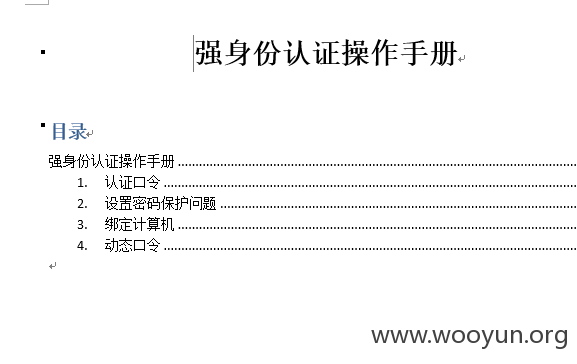 强身份认证操作手册
目录
强身份认证操作手册
1. 认证口令
2. 设置密码保护问题
3. 绑定计算机
4. 动态口令
www.wooyun.org